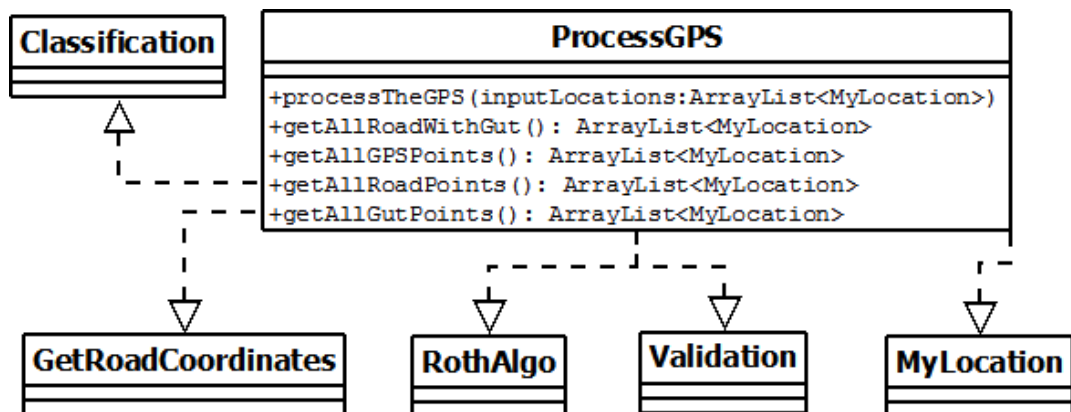 Classification
ProcessGPS
+processTheGPS(inputLocations:ArrayList<MyLocation>)
+getAllRoadWithGut(): ArrayList<MyLocation>
+getAllGPSPoints(): ArrayList<MyLocation>
+getAllRoadPoints(): ArrayList<MyLocation>
+getAllGutPoints(): ArrayList<MyLocation>
GetRoadCoordinates
RothAlgo
Validation
MyLocation